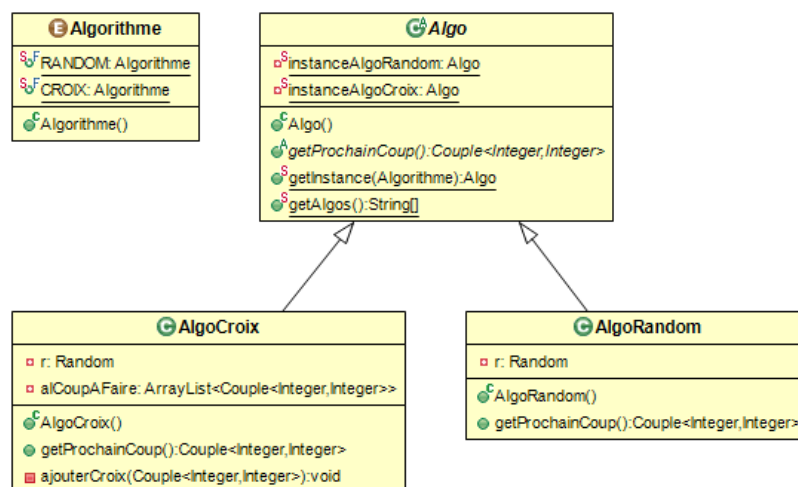 Algorithme
RANDOM: Algorithme
CROIX: Algorithme
Algorithme()
Algo
instanceAlgoRandom: Algo
instanceAlgoCroix: Algo
Algo()
getProchainCoup():Couple<Integer,Integer>
getInstance(Algorithme):Algo
getAlgos():String[]
AlgoCroix
r: Random
alCoupAFaire: ArrayList<Couple<Integer,Integer>>
AlgoCroix()
getProchainCoup():Couple<Integer,Integer>
ajouterCroix(Couple<Integer,Integer>):void
AlgoRandom
r: Random
AlgoRandom()
getProchainCoup():Couple<Integer,Integer>